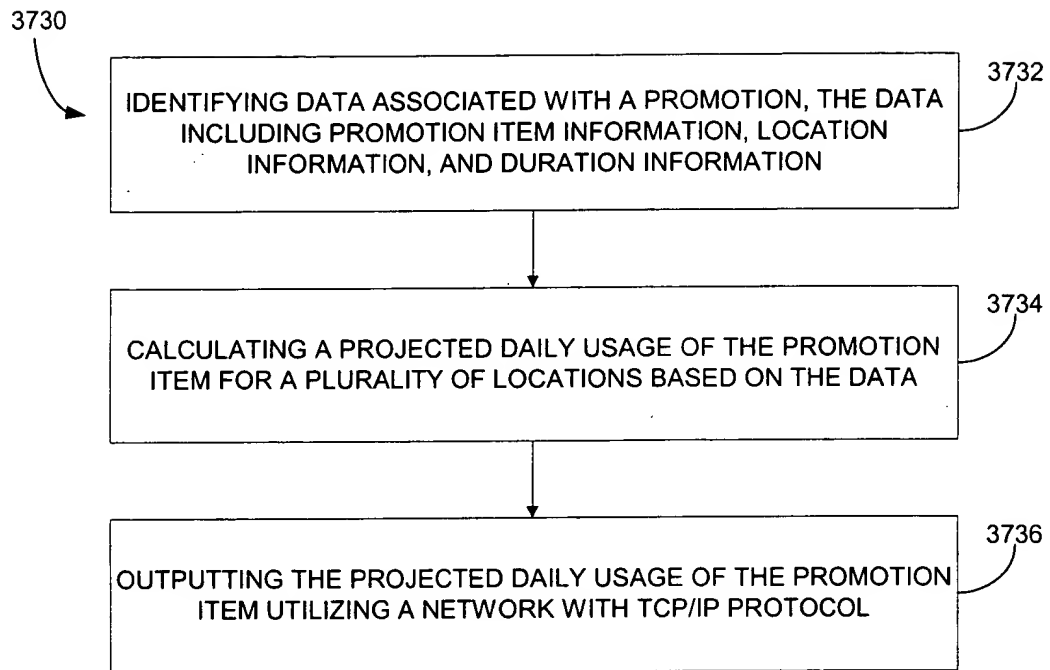 3730
3732
IDENTIFYING DATA ASSOCIATED WITH A PROMOTION, THE DATA
INCLUDING PROMOTION ITEM INFORMATION, LOCATION
INFORMATION, AND DURATION INFORMATION
3734
CALCULATING A PROJECTED DAILY USAGE OF THE PROMOTION
ITEM FOR A PLURALITY OF LOCATIONS BASED ON THE DATA
3736
OUTPUTTING THE PROJECTED DAILY USAGE OF THE PROMOTION
ITEM UTILIZING A NETWORK WITH TCP/IP PROTOCOL